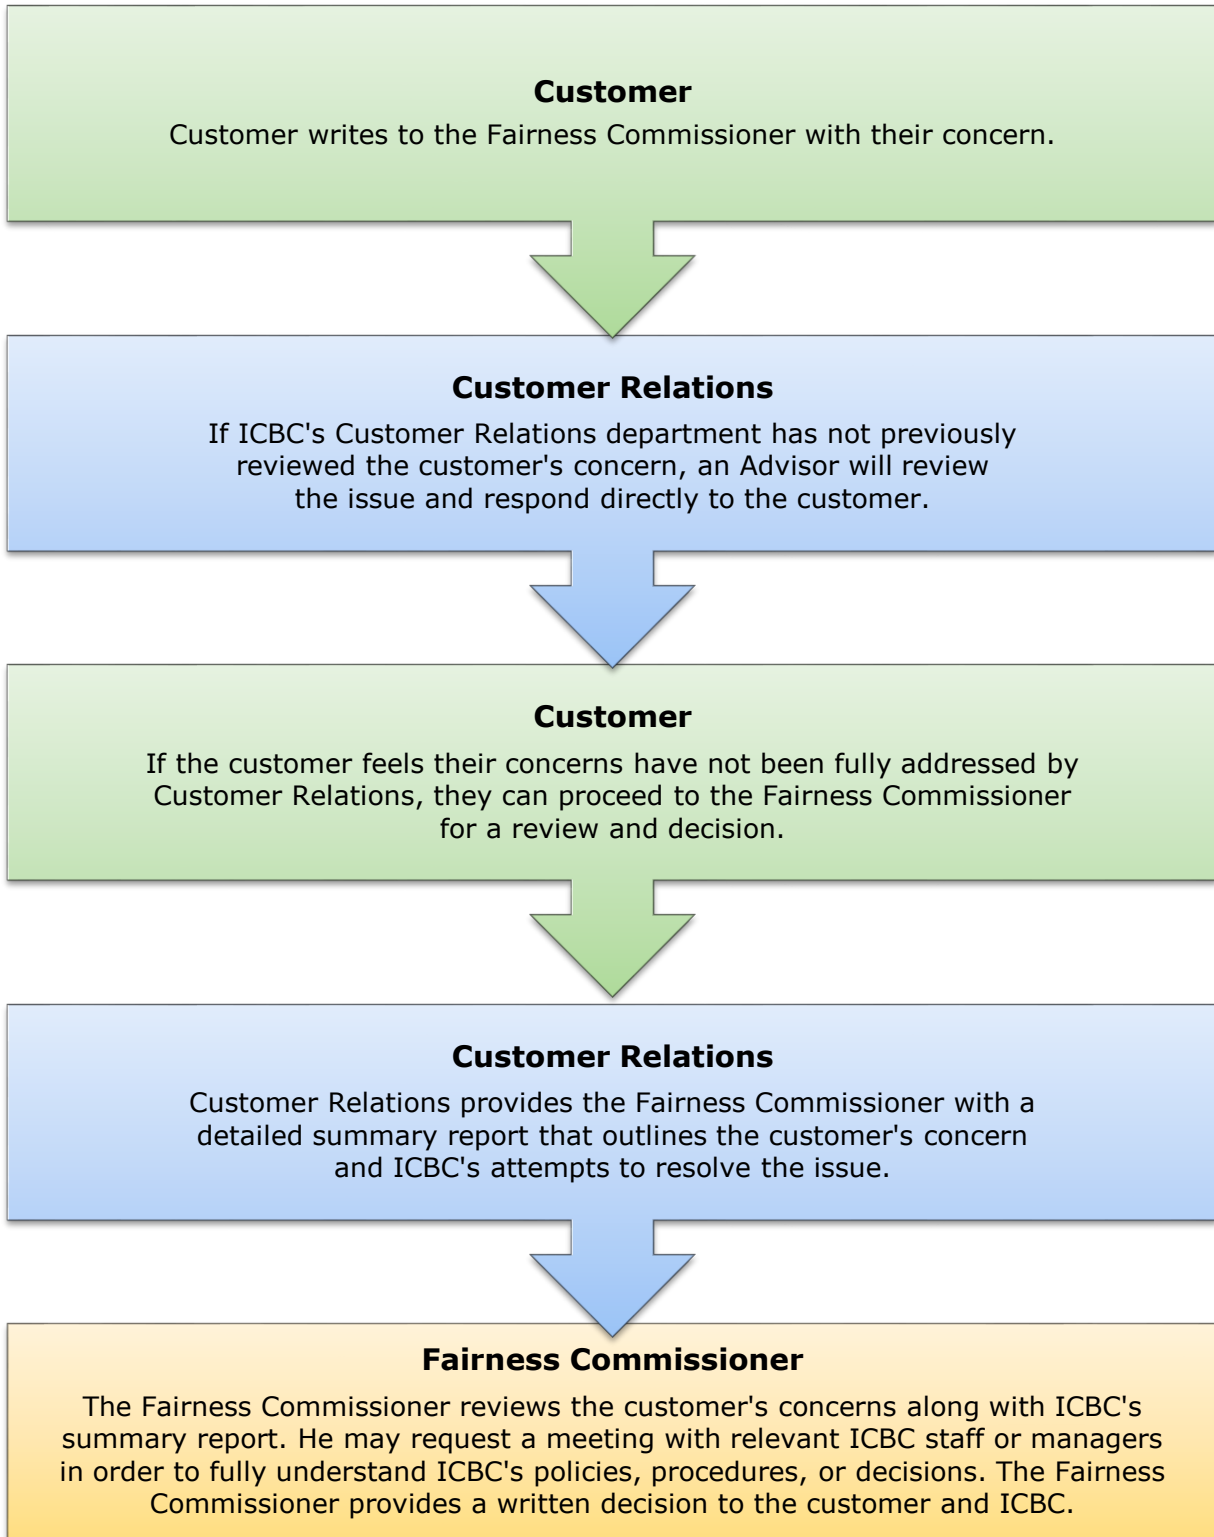 Customer
Customer writes to the Fairness Commissioner with their concern.
Customer Relations
If ICBC's Customer Relations department has not previously
reviewed the customer's concern, an Advisor will review
the issue and respond directly to the customer.
Customer
If the customer feels their concerns have not been fully addressed by
Customer Relations, they can proceed to the Fairness Commissioner
for a review and decision.
Customer Relations
Customer Relations provides the Fairness Commissioner with a
detailed summary report that outlines the customer's concern
and ICBC's attempts to resolve the issue.
Fairness Commissioner
The Fairness Commissioner reviews the customer's concerns along with ICBC's
summary report. He may request a meeting with relevant ICBC staff or managers
in order to fully understand ICBC's policies, procedures, or decisions. The Fairness
Commissioner provides a written decision to the customer and ICBC.